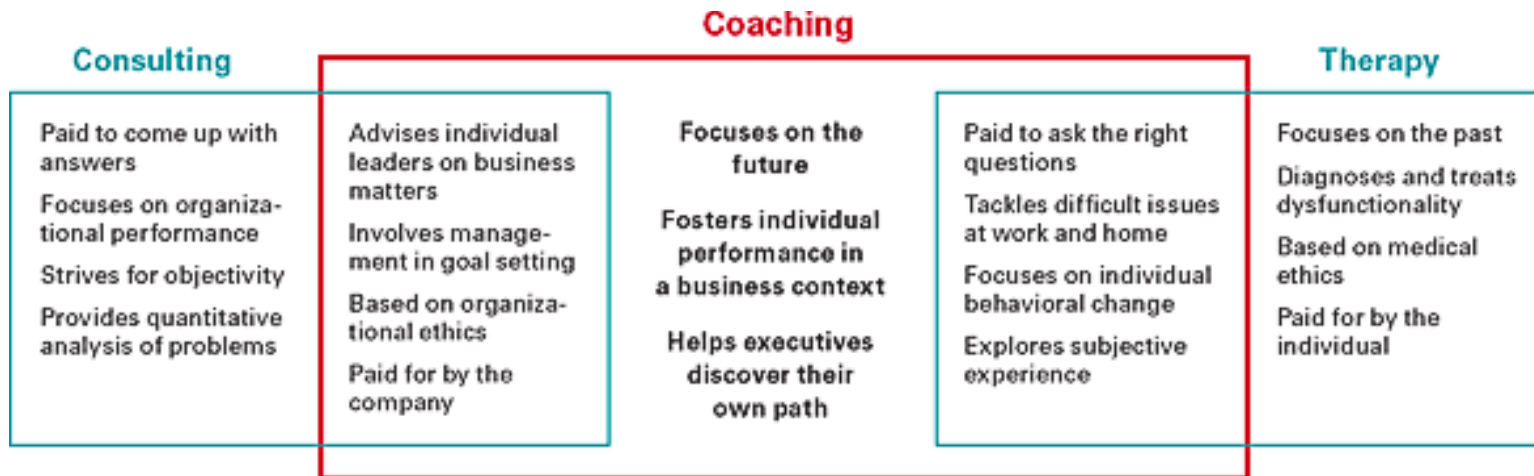 Coaching
Consulting
Therapy
Paid to come up with
answers
Focuses on organiza-
tional performance
Strives for objectivity
Provides quantitative
analysis of problems
Advises individual
leaders on business
matters
Involves manage-
ment in goal setting
Based on organiza-
tional ethics
Paid for by the
company
Focuses on the
future
Fosters individual
performance in
a business context
Helps executives
discover their
own path
Paid to ask the right
questions
Tackles difficult issues
at work and home
Focuses on individual
behavioral change
Explores subjective
experience
Focuses on the past
Diagnoses and treats
dysfunctionality
Based on medical
ethics
Paid for by the
individual